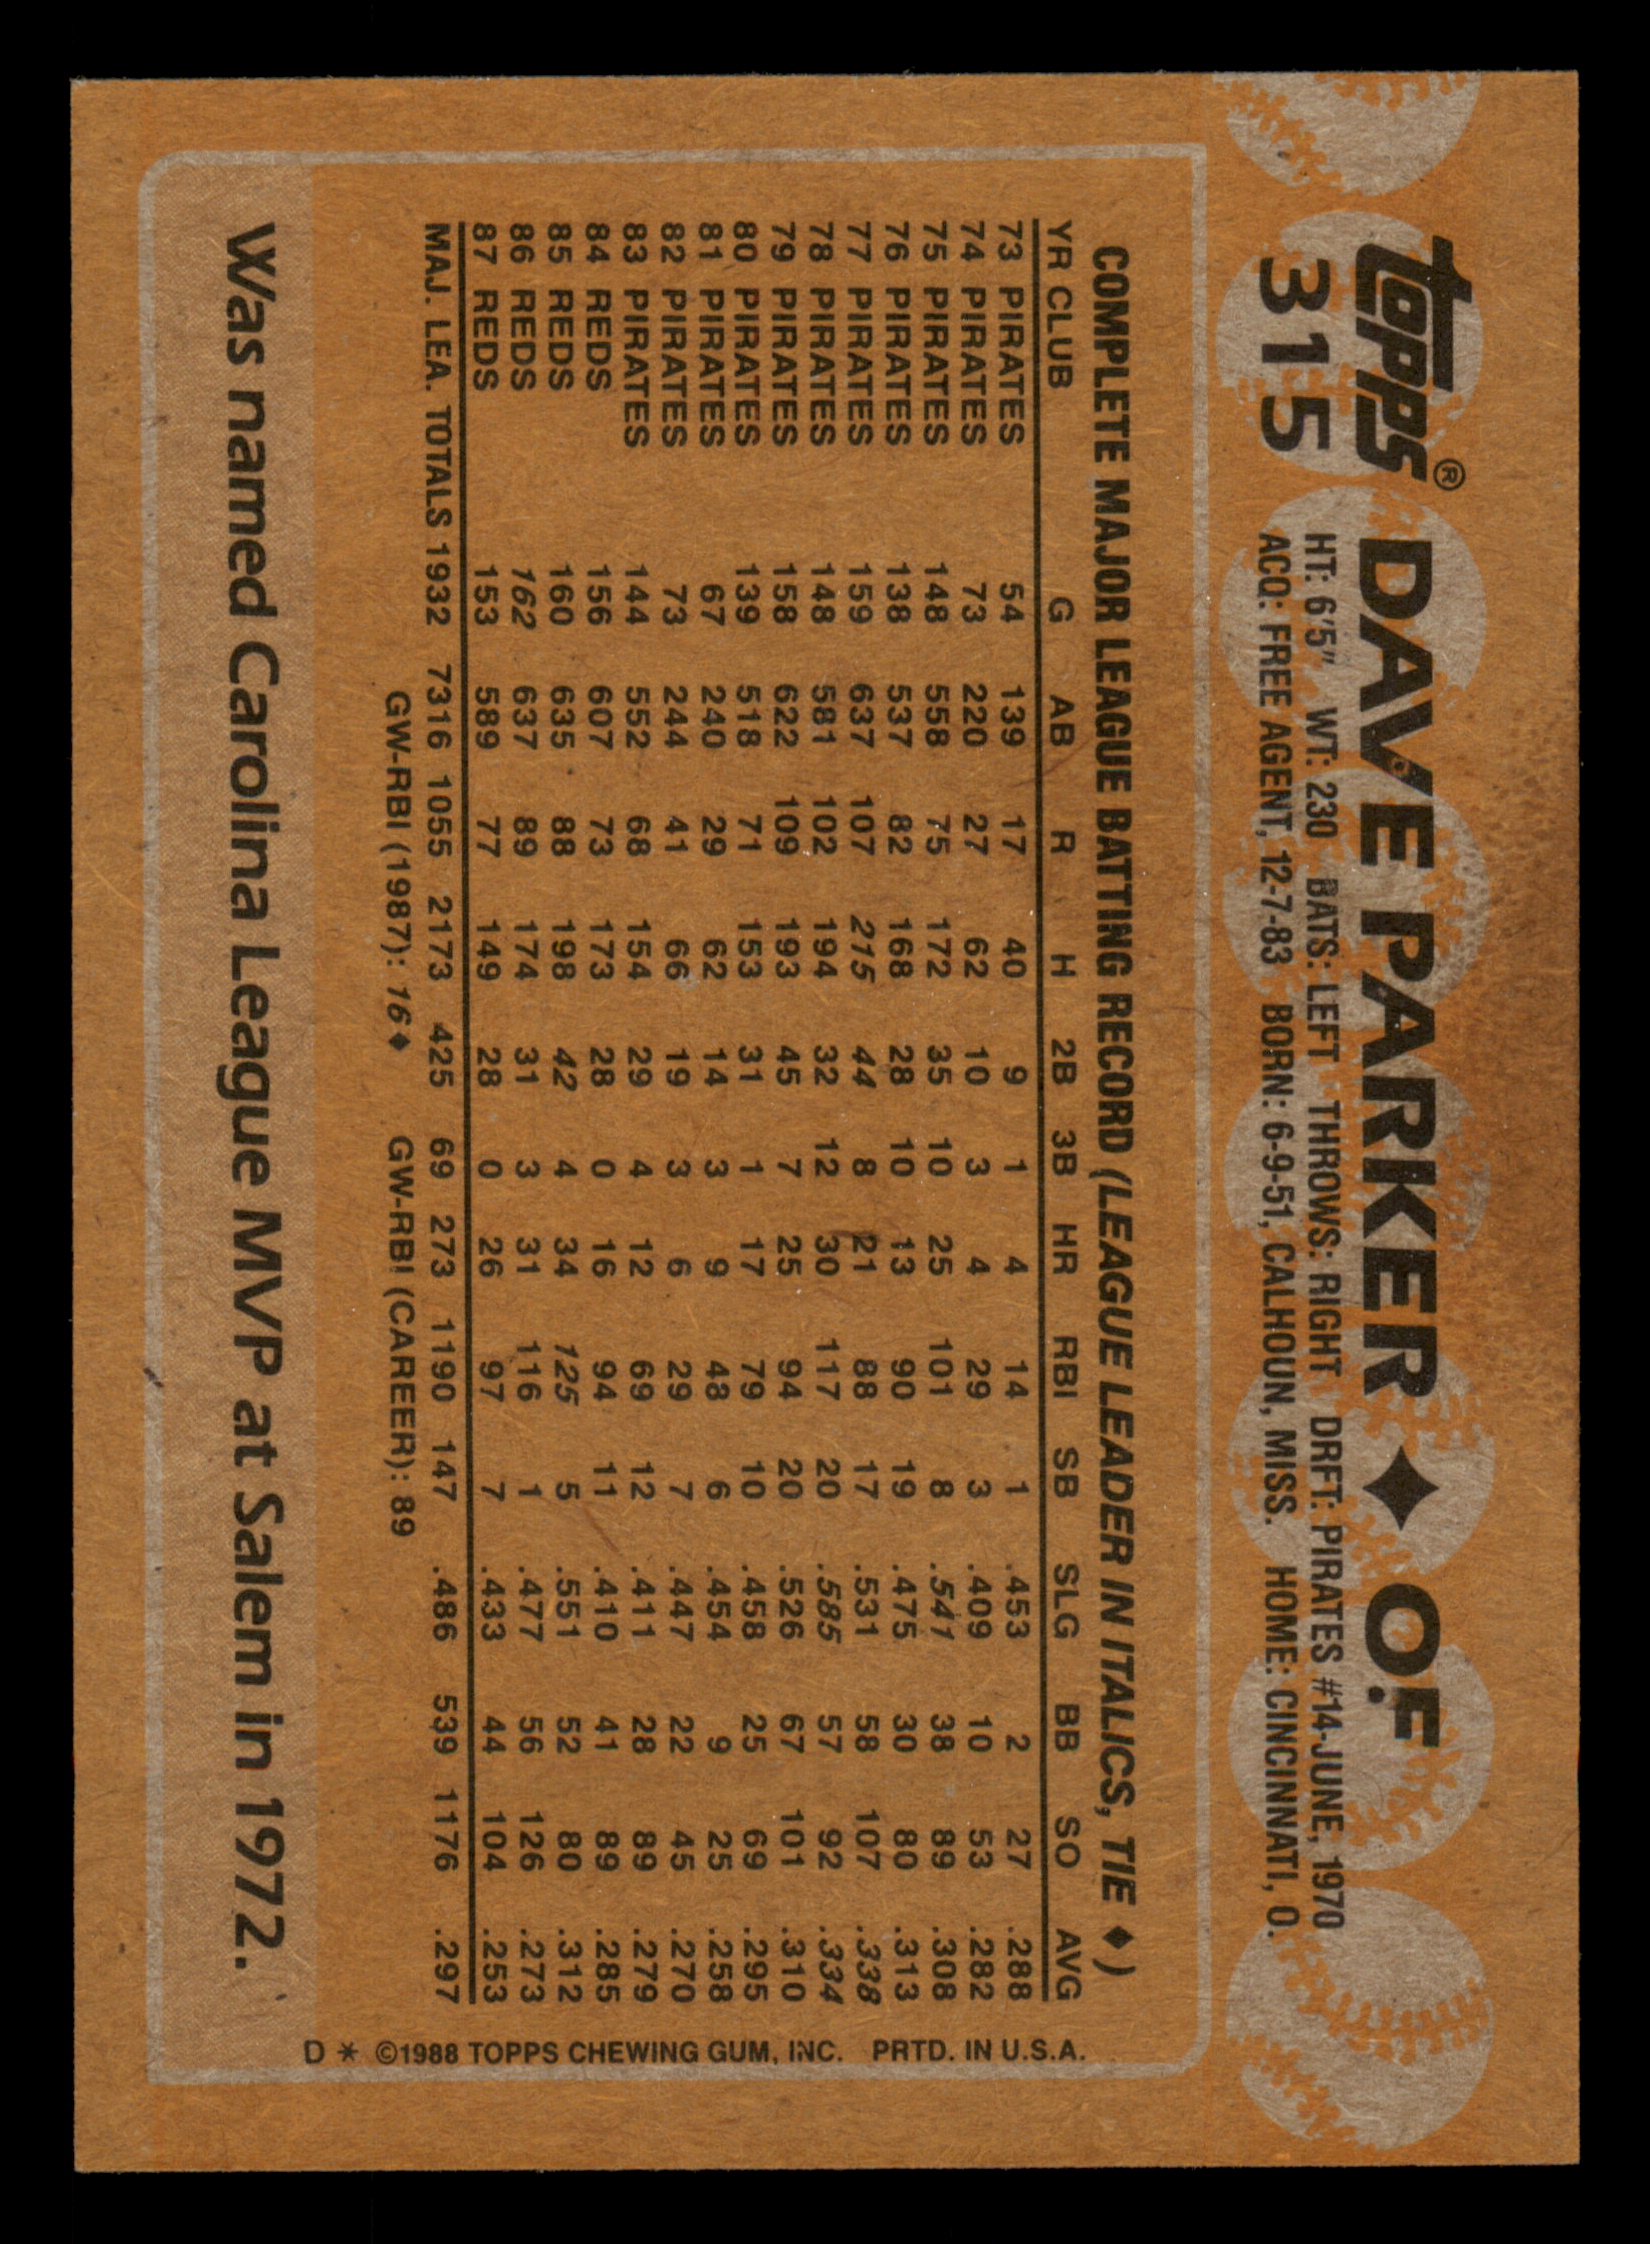 topps®
315
DAVE PARKER ♦ OF
HT: 6'5" WT: 230 BATS: LEFT THROWS: RIGHT DRFT: PIRATES #14-JUNE, 1970
ACQ: FREE AGENT, 12-7-83 BORN: 6-9-51, CALHOUN, MISS. HOME: CINCINNATI, O.
COMPLETE MAJOR LEAGUE BATTING RECORD (LEAGUE LEADER IN ITALICS, TIE ♦)
YR CLUB G AB R H 2B 3B HR RBI SB SLG BB SO AVG
73 PIRATES 54 139 17 40 9 1 4 14 1 .453 2 27 .288
74 PIRATES 73 220 27 62 10 3 4 29 3 .409 10 53 .282
75 PIRATES 148 558 75 172 35 10 25 101 8 .541 38 89 .308
76 PIRATES 138 537 82 168 28 10 13 90 19 .475 30 80 .313
77 PIRATES 159 637 107 215 44 8 21 88 17 .531 58 107 .338
78 PIRATES 148 581 102 194 32 12 30 117 20 .585 57 92 .334
79 PIRATES 158 622 109 193 45 7 25 94 20 .526 67 101 .310
80 PIRATES 139 518 71 153 31 1 17 79 10 .458 25 69 .295
81 PIRATES 67 240 29 62 14 3 9 48 6 .454 9 25 .258
82 PIRATES 73 244 41 66 19 3 6 29 7 .447 22 45 .270
83 PIRATES 144 552 68 154 29 4 12 69 12 .411 28 89 .279
84 REDS 156 607 73 173 28 0 16 94 11 .410 41 89 .285
85 REDS 160 635 88 198 42 4 34 125 5 .551 52 80 .312
86 REDS 162 637 89 174 31 3 31 116 1 .477 56 126 .273
87 REDS 153 589 77 149 28 0 26 97 7 .433 44 104 .253
MAJ. LEA. TOTALS 1932 7316 1055 2173 425 69 273 1190 147 .486 539 1176 .297
GW-RBI (1987): 16♦ GW-RBI (CAREER): 89
Was named Carolina League MVP at Salem in 1972.
D * ©1988 TOPPS CHEWING GUM, INC. PRTD. IN U.S.A.